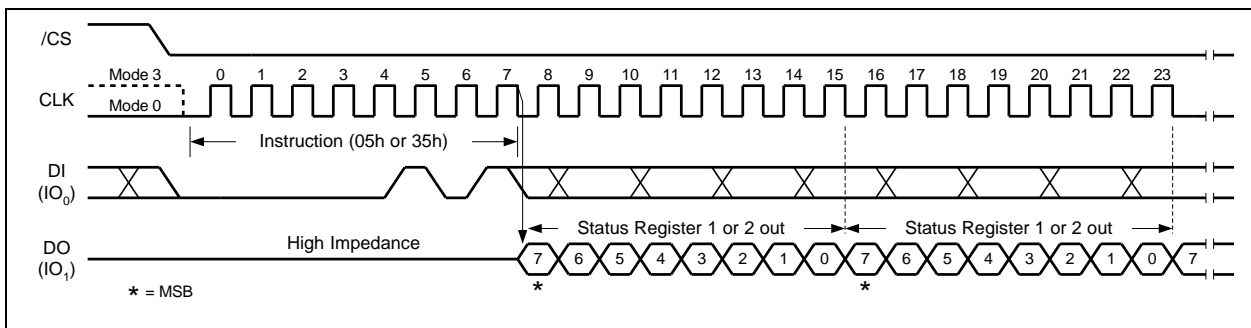 /CS
Mode 3
0 1 2 3 4 5 6 7 8 9 10 11 12 13 14 15 16 17 18 19 20 21 22 23
CLK
Mode 0
Instruction (05h or 35h)
DI
(IO0)
Status Register 1 or 2 out Status Register 1 or 2 out
High Impedance
DO
(IO1)
7 6 5 4 3 2 1 0 7 6 5 4 3 2 1 0 7
* *
* = MSB